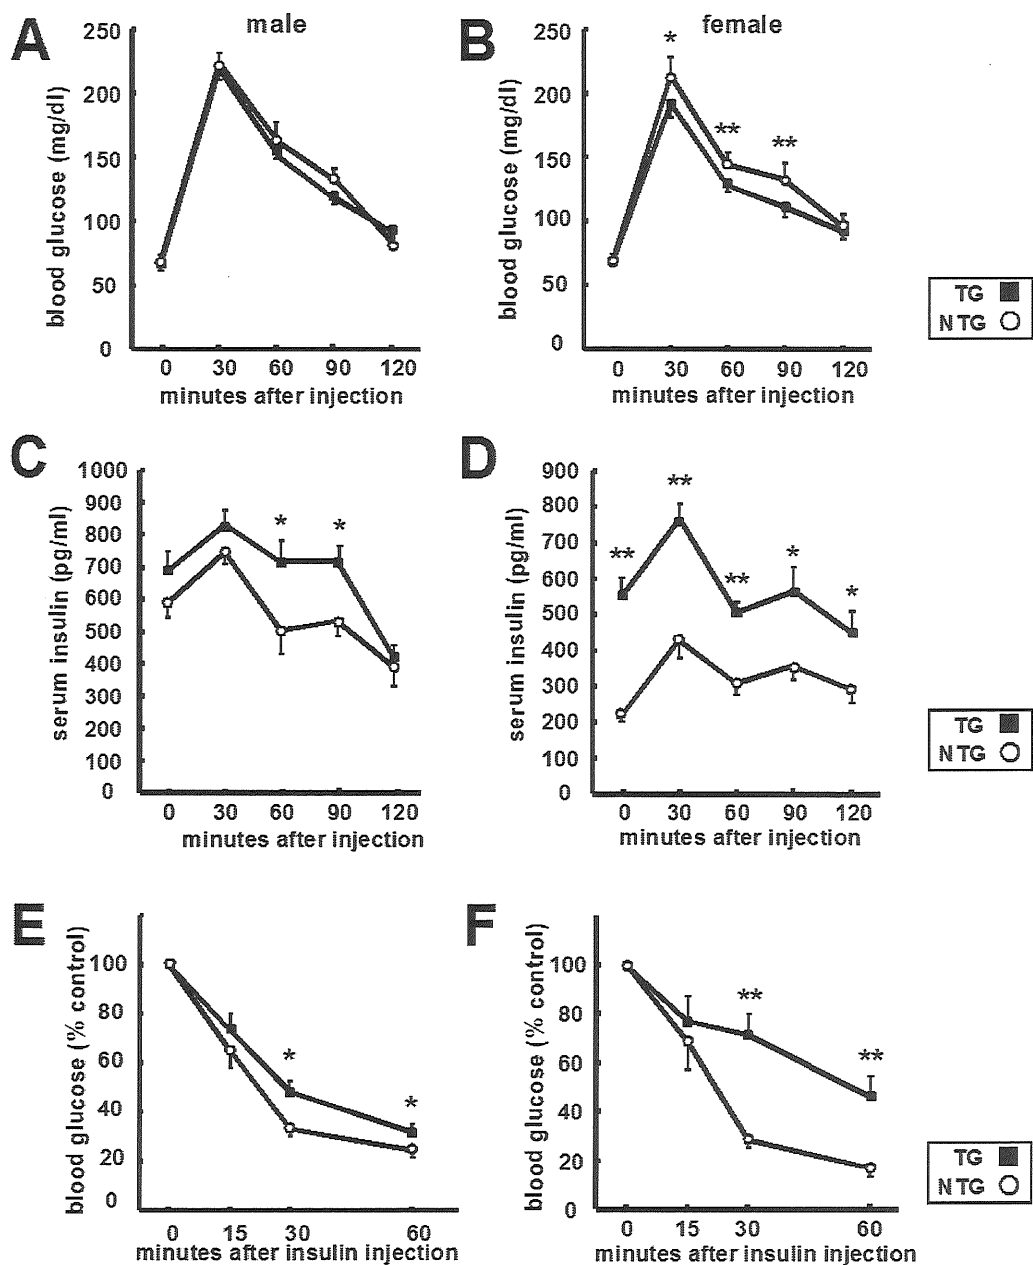 A
male
250
200
150
100
50
0
blood glucose (mg/dl)
0 30 60 90 120
minutes after injection
B
female
* ** **
250
200
150
100
50
0
blood glucose (mg/dl)
0 30 60 90 120
minutes after injection
TG
NTG
C
1000
900
800
700
600
500
400
300
200
100
0
serum insulin (pg/ml)
* *
0 30 60 90 120
minutes after injection
D
900
800
700
600
500
400
300
200
100
0
serum insulin (pg/ml)
** ** ** * *
0 30 60 90 120
minutes after injection
TG
NTG
E
100
80
60
40
20
0
blood glucose (% control)
* *
0 15 30 60
minutes after insulin injection
F
100
80
60
40
20
0
blood glucose (% control)
** **
0 15 30 60
minutes after insulin injection
TG
NTG